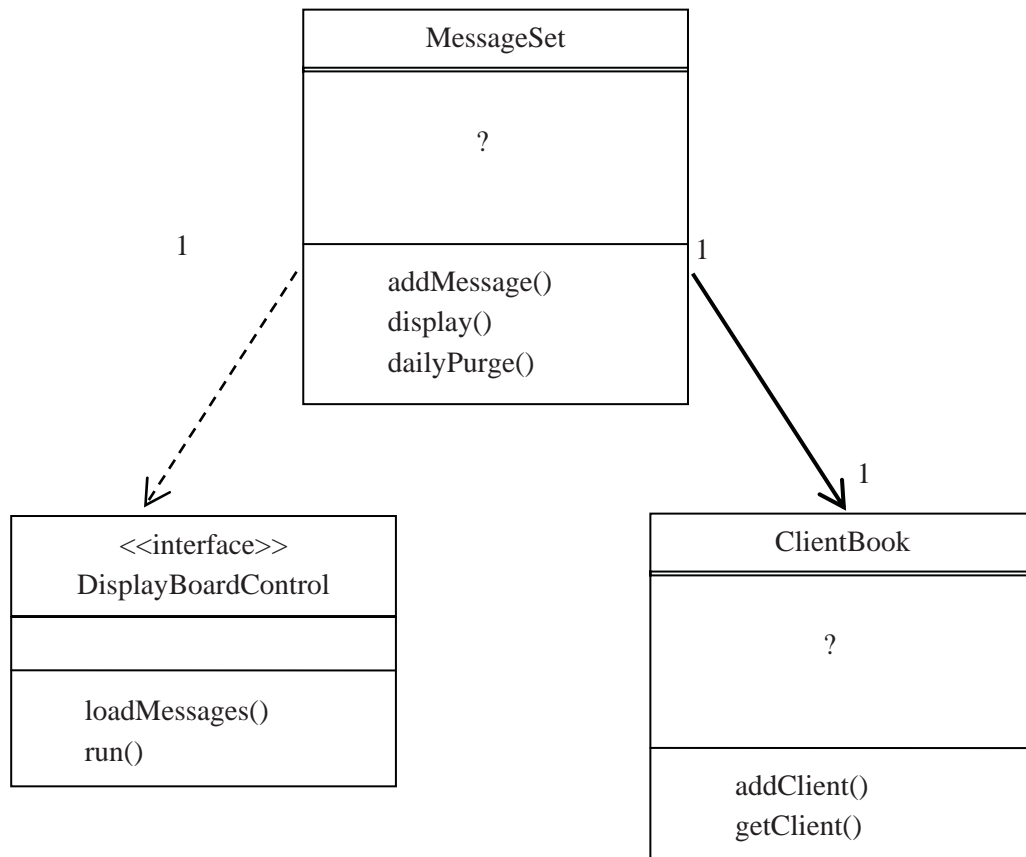 MessageSet
?
1
1
addMessage()
display()
dailyPurge()
1
<<interface>>
DisplayBoardControl
loadMessages()
run()
ClientBook
?
addClient()
getClient()